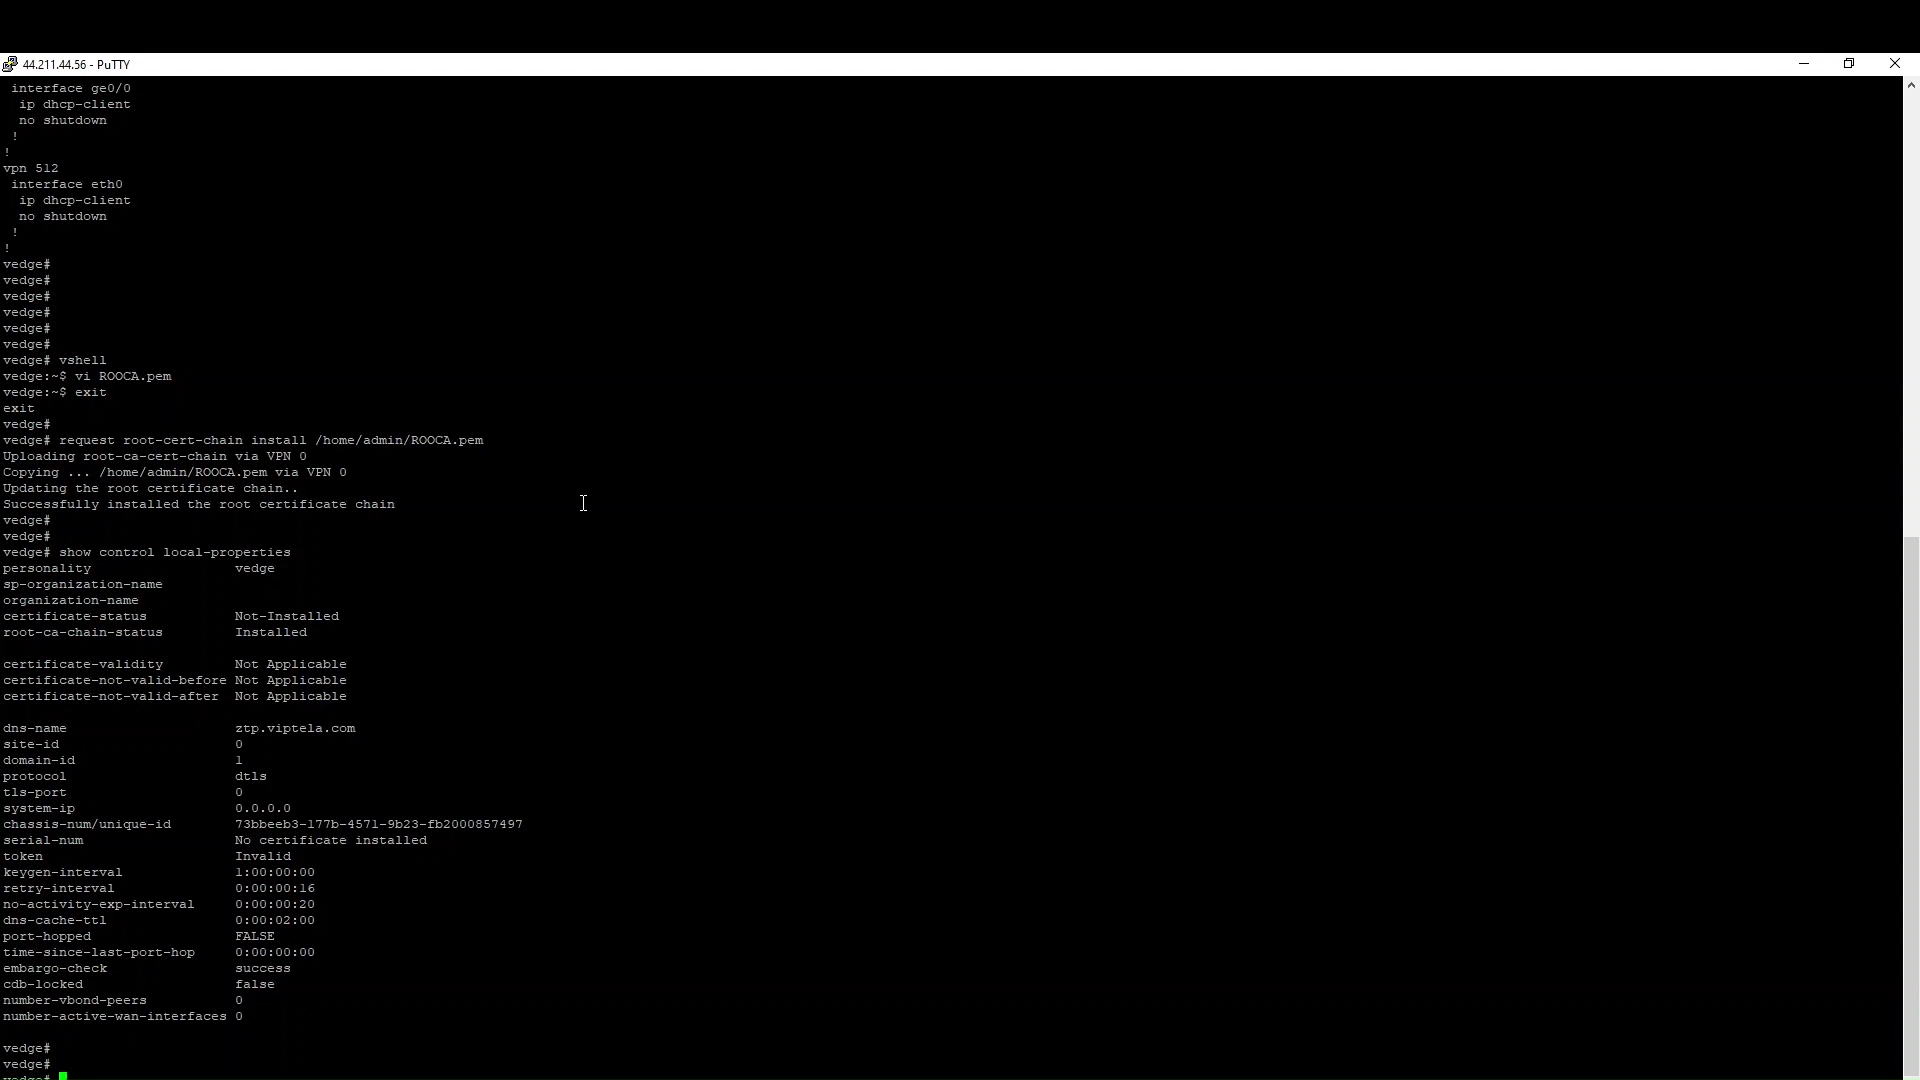 44.211.44.56 - PuTTY
interface ge0/0
ip dhcp-client
no shutdown
!
!
vpn 512
interface eth0
ip dhcp-client
no shutdown
!
!
vedge#
vedge#
vedge#
vedge#
vedge#
vedge#
vedge# vshell
vedge:~$ vi ROOCA.pem
vedge:~$ exit
exit
vedge#
vedge# request root-cert-chain install /home/admin/ROOCA.pem
Uploading root-ca-cert-chain via VPN 0
Copying ... /home/admin/ROOCA.pem via VPN 0
Updating the root certificate chain..
Successfully installed the root certificate chain
vedge#
vedge#
vedge# show control local-properties
personality vedge
sp-organization-name
organization-name
certificate-status Not-Installed
root-ca-chain-status Installed
certificate-validity Not Applicable
certificate-not-valid-before Not Applicable
certificate-not-valid-after Not Applicable
dns-name ztp.viptela.com
site-id 0
domain-id 1
protocol dtls
tls-port 0
system-ip 0.0.0.0
chassis-num/unique-id 73bbeeb3-177b-4571-9b23-fb2000857497
serial-num No certificate installed
token Invalid
keygen-interval 1:00:00:00
retry-interval 0:00:00:16
no-activity-exp-interval 0:00:00:20
dns-cache-ttl 0:00:02:00
port-hopped FALSE
time-since-last-port-hop 0:00:00:00
embargo-check success
cdb-locked false
number-vbond-peers 0
number-active-wan-interfaces 0
vedge#
vedge#
vedge#